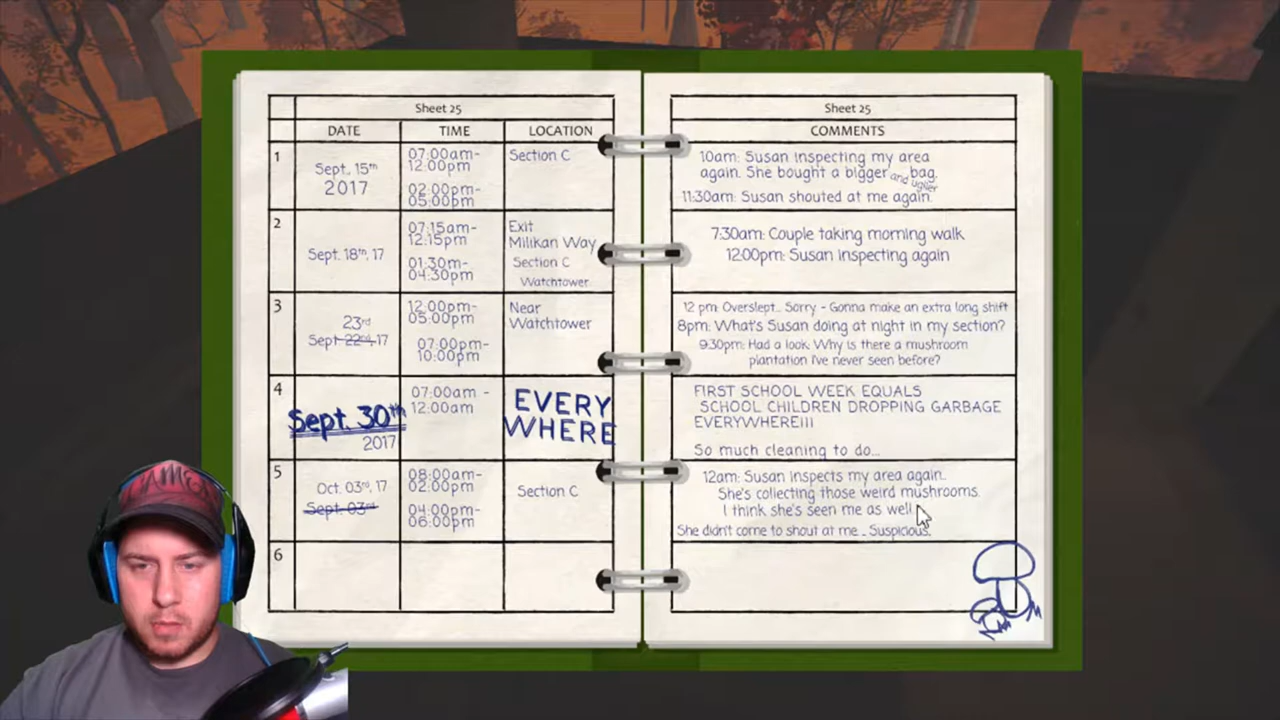 Sheet 25
DATE TIME LOCATION
1
Sept. 15th
2017
07:00am-
12:00pm
02:00pm-
05:00pm
Section C
2
Sept. 18th, 17
07:15am-
12:15pm
01:30m-
04:30pm
Exit
Milikan Way
Section C
Watchtower
3
23rd
Sept 22nd, 17
12:00pm-
05:00pm
07:00pm-
10:00pm
Near
Watchtower
4
Sept. 30th
2017
07:00am -
12:00am
EVERY
WHERE
5
Oct. 03rd, 17
Sept. 03rd
08:00am-
02:00pm
04:00pm-
06:00pm
Section C
6
Sheet 25
COMMENTS
10am: Susan inspecting my area
again. She bought a bigger and uglier bag.
11:30am: Susan shouted at me again.
7:30am: Couple taking morning walk
12:00pm: Susan inspecting again
12 pm: Overslept... Sorry - Gonna make an extra long shift
8pm: What's Susan doing at night in my section?
9:30pm: Had a look: Why is there a mushroom
plantation I've never seen before?
FIRST SCHOOL WEEK EQUALS
SCHOOL CHILDREN DROPPING GARBAGE
EVERYWHERE!!!
So much cleaning to do...
12am: Susan inspects my area again.
She's collecting those weird mushrooms.
I think she's seen me as well.
She didn't come to shout at me... Suspicious.